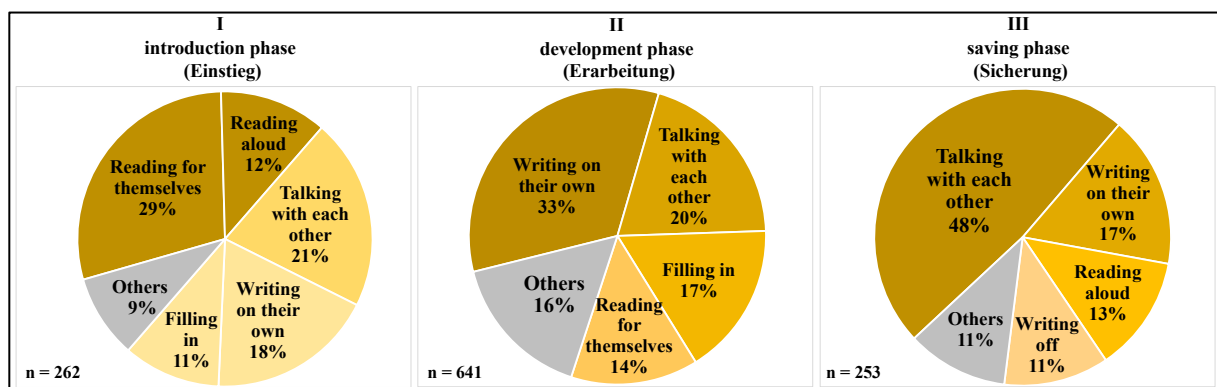 I
introduction phase
(Einstieg)
Reading
aloud
12%
Reading for
themselves
29%
Talking
with each
other
21%
Others
9%
Writing
on their
own
18%
Filling
in
11%
n = 262
II
development phase
(Erarbeitung)
Writing on
their own
33%
Talking
with
each
other
20%
Filling in
17%
Others
16%
Reading
for
themselves
14%
n = 641
III
saving phase
(Sicherung)
Talking
with each
other
48%
Writing
on their
own
17%
Reading
aloud
13%
Others
11%
Writing
off
11%
n = 253